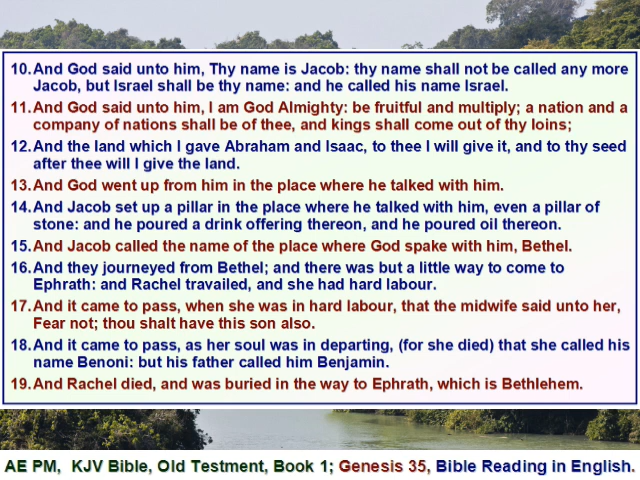 10. And God said unto him, Thy name is Jacob: thy name shall not be called any more
Jacob, but Israel shall be thy name: and he called his name Israel.
11. And God said unto him, I am God Almighty: be fruitful and multiply; a nation and a
company of nations shall be of thee, and kings shall come out of thy loins;
12. And the land which I gave Abraham and Isaac, to thee I will give it, and to thy seed
after thee will I give the land.
13. And God went up from him in the place where he talked with him.
14. And Jacob set up a pillar in the place where he talked with him, even a pillar of
stone: and he poured a drink offering thereon, and he poured oil thereon.
15. And Jacob called the name of the place where God spake with him, Bethel.
16. And they journeyed from Bethel; and there was but a little way to come to
Ephrath: and Rachel travailed, and she had hard labour.
17. And it came to pass, when she was in hard labour, that the midwife said unto her,
Fear not; thou shalt have this son also.
18. And it came to pass, as her soul was in departing, (for she died) that she called his
name Benoni: but his father called him Benjamin.
19. And Rachel died, and was buried in the way to Ephrath, which is Bethlehem.
AE PM, KJV Bible, Old Testment, Book 1; Genesis 35, Bible Reading in English.